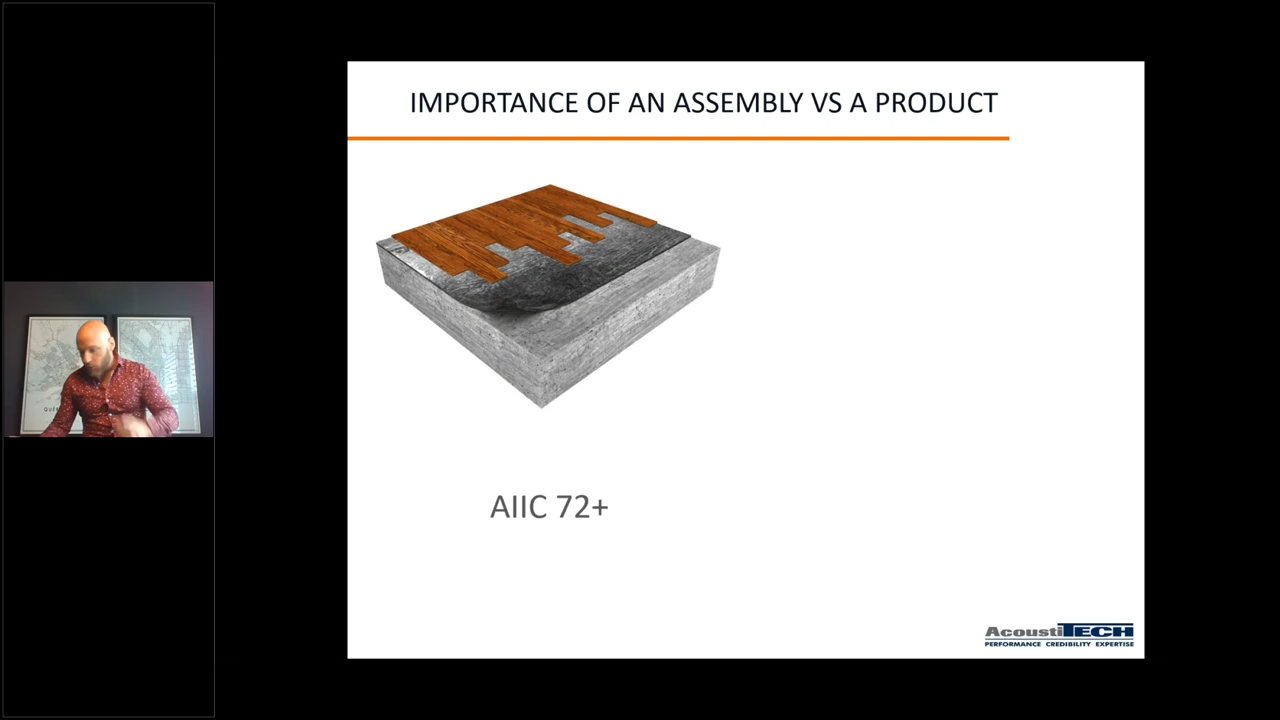 IMPORTANCE OF AN ASSEMBLY VS A PRODUCT
AIIC 72+
AcoustiTECH
PERFORMANCE CREDIBILITY EXPERTISE